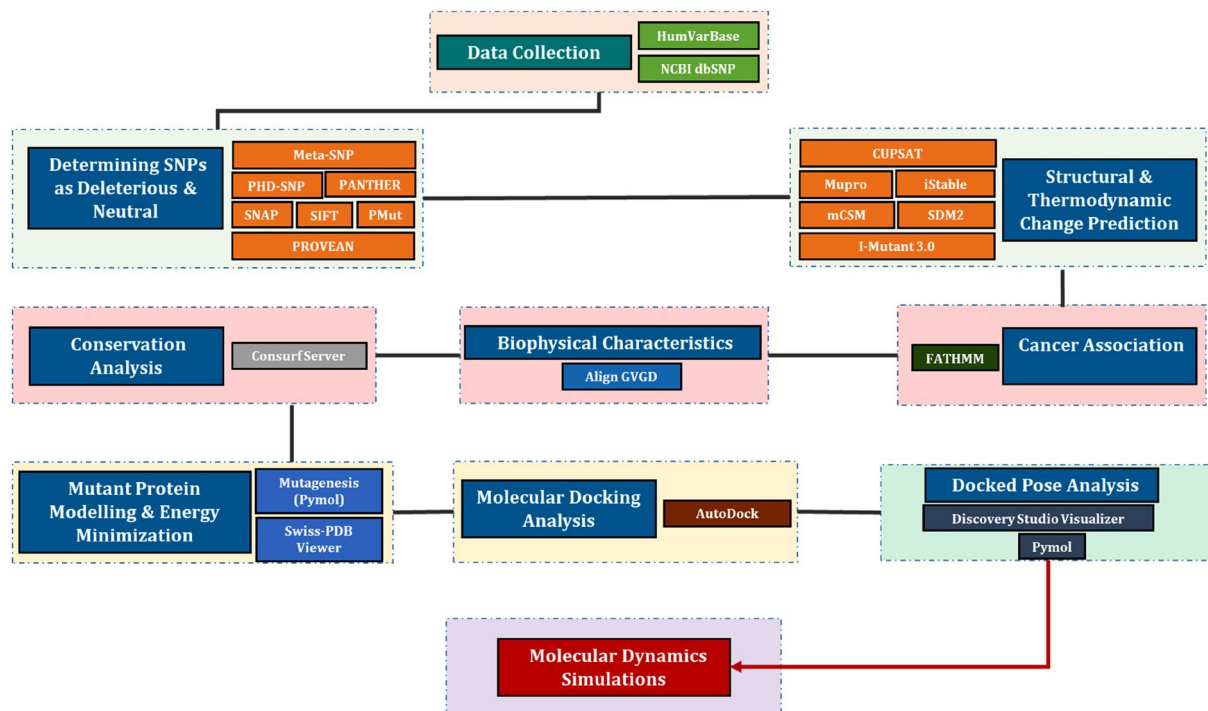 Data Collection
HumVarBase
NCBI dbSNP
Determining SNPs
as Deleterious &
Neutral
Meta-SNP
PHD-SNP
PANTHER
SNAP
SIFT
PMut
PROVEAN
CUPSAT
Mupro
iStable
mCSM
SDM2
I-Mutant 3.0
Structural &
Thermodynamic
Change Prediction
Conservation
Analysis
Consurf Server
Biophysical Characteristics
Align GVGD
FATHMM
Cancer Association
Mutant Protein
Modelling & Energy
Minimization
Mutagenesis
(Pymol)
Swiss-PDB
Viewer
Molecular Docking
Analysis
AutoDock
Docked Pose Analysis
Discovery Studio Visualizer
Pymol
Molecular Dynamics
Simulations